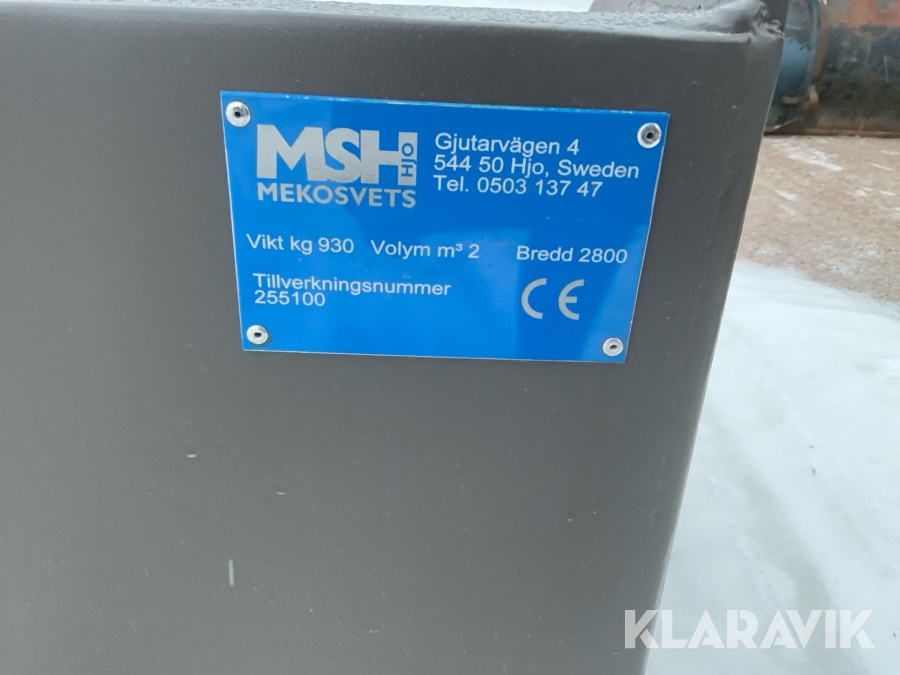 MSH HJO
MEKOSVETS
Gjutarvägen 4
544 50 Hjo, Sweden
Tel. 0503 137 47
Vikt kg 930 Volym m³ 2 Bredd 2800
Tillverkningsnummer
255100
CE
KLARAVIK